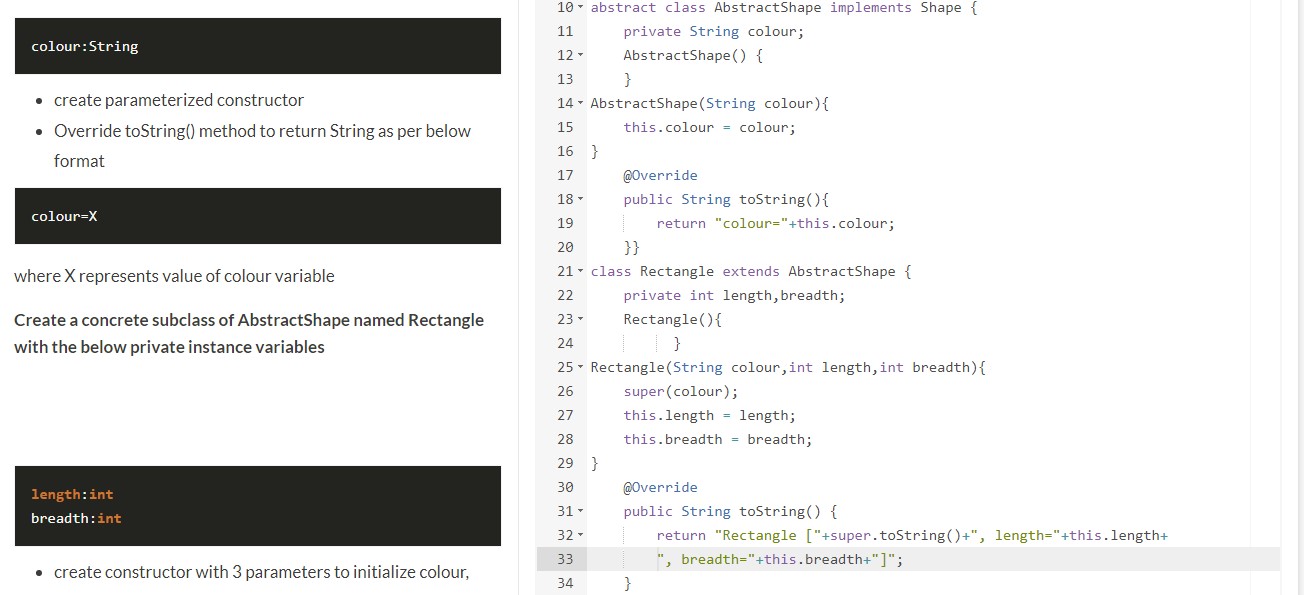 colour:String
create parameterized constructor
Override toString() method to return String as per below
format
colour=X
where X represents value of colour variable
Create a concrete subclass of AbstractShape named Rectangle
with the below private instance variables
length:int
breadth:int
create constructor with 3 parameters to initialize colour,
10 abstract class AbstractShape implements Shape {
11 private String colour;
12 AbstractShape() {
13 }
14 AbstractShape(String colour){
15 this.colour = colour;
16 }
17 @Override
18 public String toString(){
19 return "colour="+this.colour;
20 }}
21 class Rectangle extends AbstractShape {
22 private int length,breadth;
23 Rectangle(){
24 }
25 Rectangle(String colour,int length,int breadth){
26 super(colour);
27 this.length = length;
28 this.breadth = breadth;
29 }
30 @Override
31 public String toString() {
32 return "Rectangle ["+super.toString()+", length="+this.length+
33 ", breadth="+this.breadth+"]";
34 }